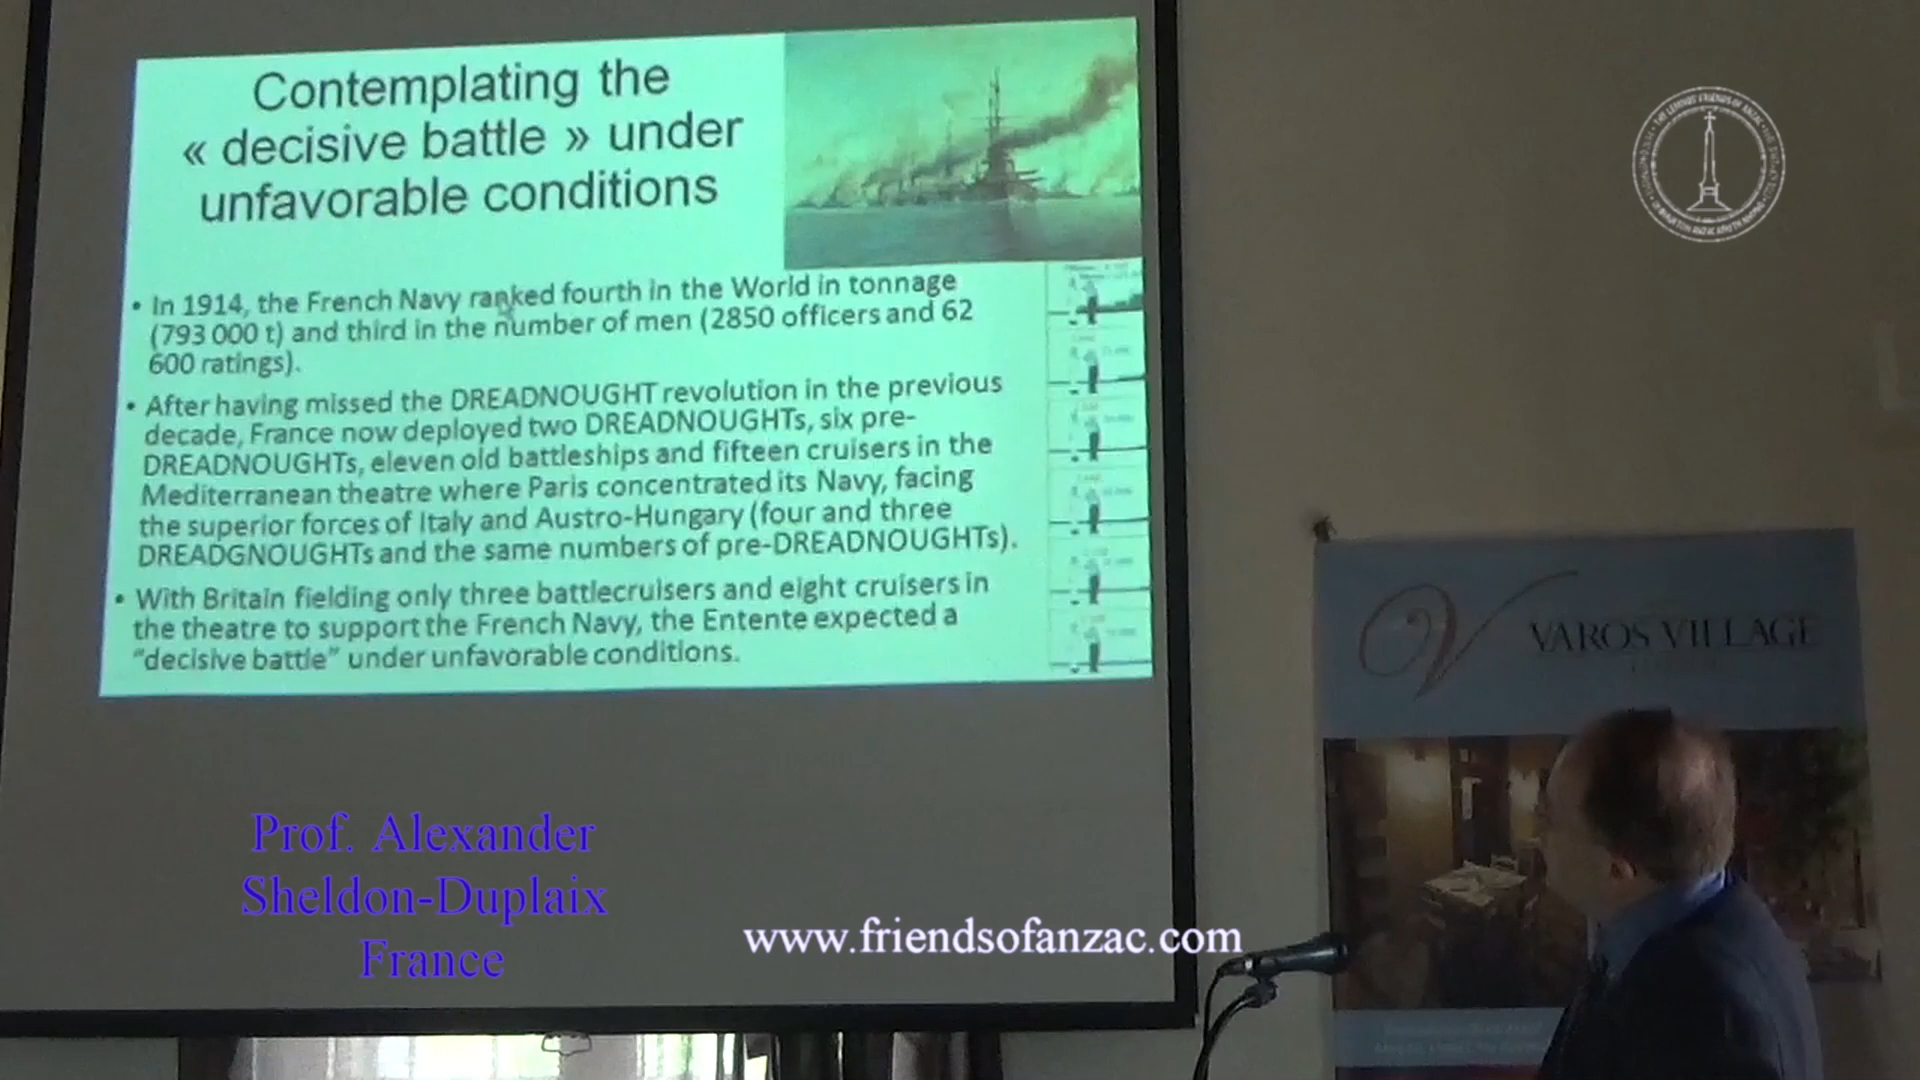 Contemplating the
« decisive battle » under
unfavorable conditions
• In 1914, the French Navy ranked fourth in the World in tonnage
(793 000 t) and third in the number of men (2850 officers and 62
600 ratings).
• After having missed the DREADNOUGHT revolution in the previous
decade, France now deployed two DREADNOUGHTs, six pre-
DREADNOUGHTs, eleven old battleships and fifteen cruisers in the
Mediterranean theatre where Paris concentrated its Navy, facing
the superior forces of Italy and Austro-Hungary (four and three
DREADGNOUGHTs and the same numbers of pre-DREADNOUGHTs).
• With Britain fielding only three battlecruisers and eight cruisers in
the theatre to support the French Navy, the Entente expected a
"decisive battle" under unfavorable conditions.
VAROS VILLAGE
Prof. Alexander
Sheldon-Duplaix
France
www.friendsofanzac.com